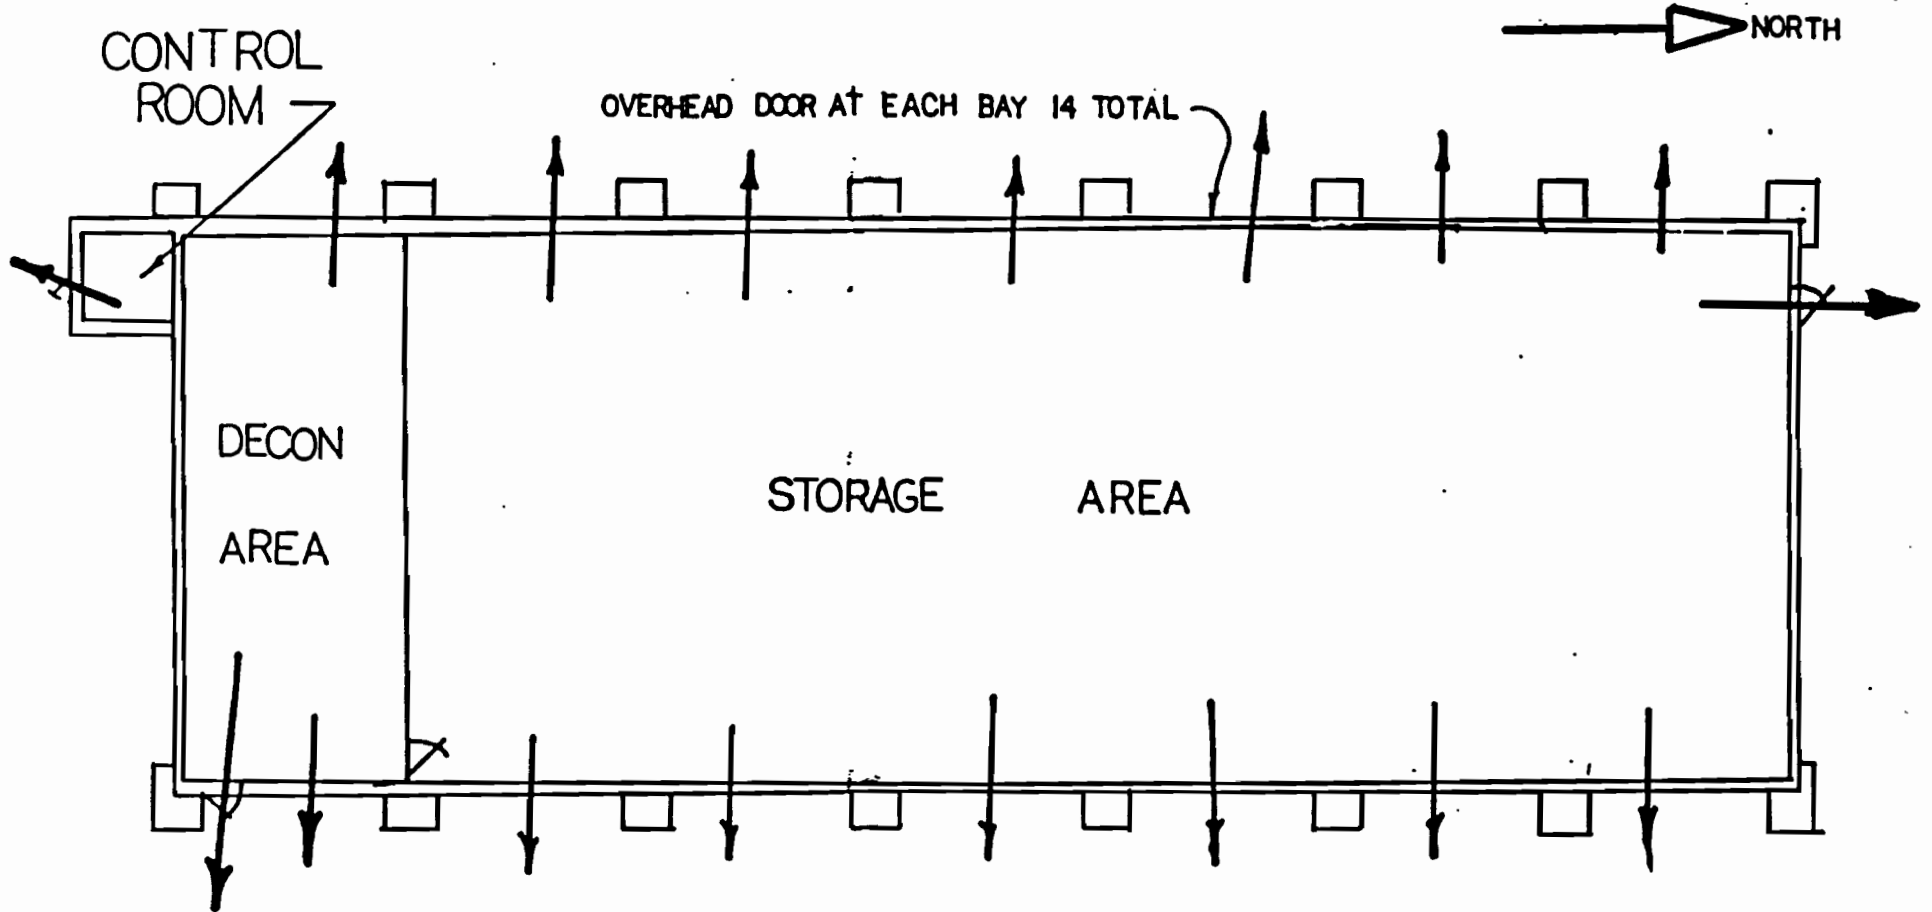 NORTH
CONTROL
ROOM
OVERHEAD DOOR AT EACH BAY 14 TOTAL
DECON
AREA
STORAGE AREA